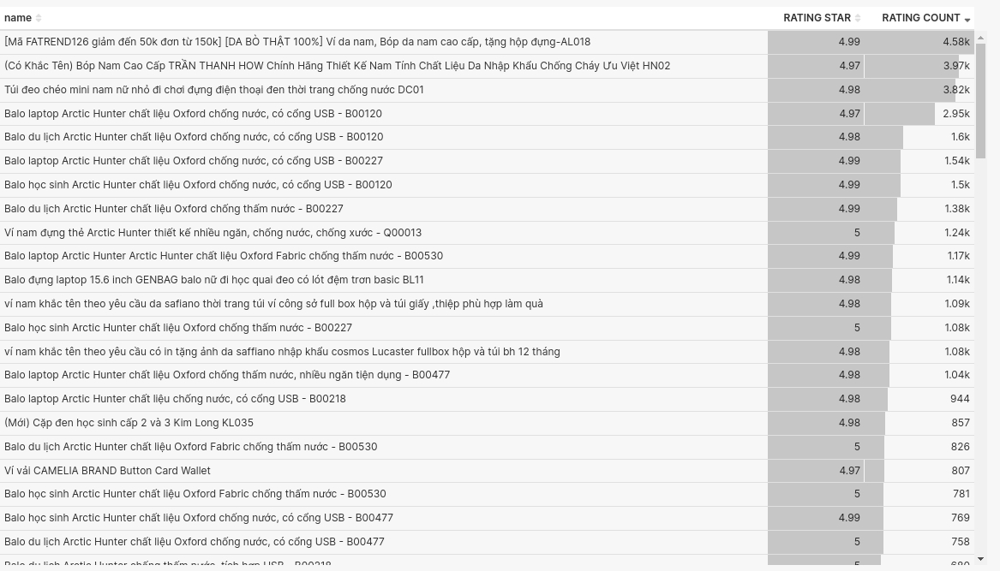 name RATING STAR RATING COUNT
[Mã FATREND126 giảm đến 50k đơn từ 150k] [DA BÒ THẬT 100%] Ví da nam, Bóp da nam cao cấp, tặng hộp đựng-AL018 4.99 4.58k
(Có Khắc Tên) Bóp Nam Cao Cấp TRẦN THANH HOW Chính Hãng Thiết Kế Nam Tính Chất Liệu Da Nhập Khẩu Chống Cháy Ưu Việt HN02 4.97 3.97k
Túi đeo chéo mini nam nữ nhỏ đi chơi đựng điện thoại đen thời trang chống nước DC01 4.98 3.82k
Balo laptop Arctic Hunter chất liệu Oxford chống nước, có cổng USB - B00120 4.97 2.95k
Balo du lịch Arctic Hunter chất liệu Oxford chống nước, có cổng USB - B00120 4.98 1.6k
Balo laptop Arctic Hunter chất liệu Oxford chống nước, có cổng USB - B00227 4.99 1.54k
Balo học sinh Arctic Hunter chất liệu Oxford chống nước, có cổng USB - B00120 4.99 1.5k
Balo du lịch Arctic Hunter chất liệu Oxford chống thấm nước - B00227 4.99 1.38k
Ví nam đựng thẻ Arctic Hunter thiết kế nhiều ngăn, chống nước, chống xước - Q00013 5 1.24k
Balo laptop Arctic Hunter Arctic Hunter chất liệu Oxford Fabric chống thấm nước - B00530 4.99 1.17k
Balo đựng laptop 15.6 inch GENBAG balo nữ đi học quai đeo có lót đệm trơn basic BL11 4.98 1.14k
ví nam khắc tên theo yêu cầu da safiano thời trang túi ví công sở full box hộp và túi giấy ,thiệp phù hợp làm quà 4.98 1.09k
Balo học sinh Arctic Hunter chất liệu Oxford chống thấm nước - B00227 5 1.08k
ví nam khắc tên theo yêu cầu có in tặng ảnh da saffiano nhập khẩu cosmos Lucaster fullbox hộp và túi bh 12 tháng 4.98 1.08k
Balo laptop Arctic Hunter chất liệu Oxford chống thấm nước, nhiều ngăn tiện dụng - B00477 4.98 1.04k
Balo laptop Arctic Hunter chất liệu chống nước, có cổng USB - B00218 4.98 944
(Mới) Cặp đen học sinh cấp 2 và 3 Kim Long KL035 4.98 857
Balo du lịch Arctic Hunter chất liệu Oxford Fabric chống thấm nước - B00530 5 826
Ví vải CAMELIA BRAND Button Card Wallet 4.97 807
Balo học sinh Arctic Hunter chất liệu Oxford Fabric chống thấm nước - B00530 5 781
Balo học sinh Arctic Hunter chất liệu Oxford chống nước, có cổng USB - B00477 4.99 769
Balo du lịch Arctic Hunter chất liệu Oxford chống nước, có cổng USB - B00477 5 758
Balo du lịch Arctic Hunter chống thấm nước, tích hợp USB - B00218 5 680